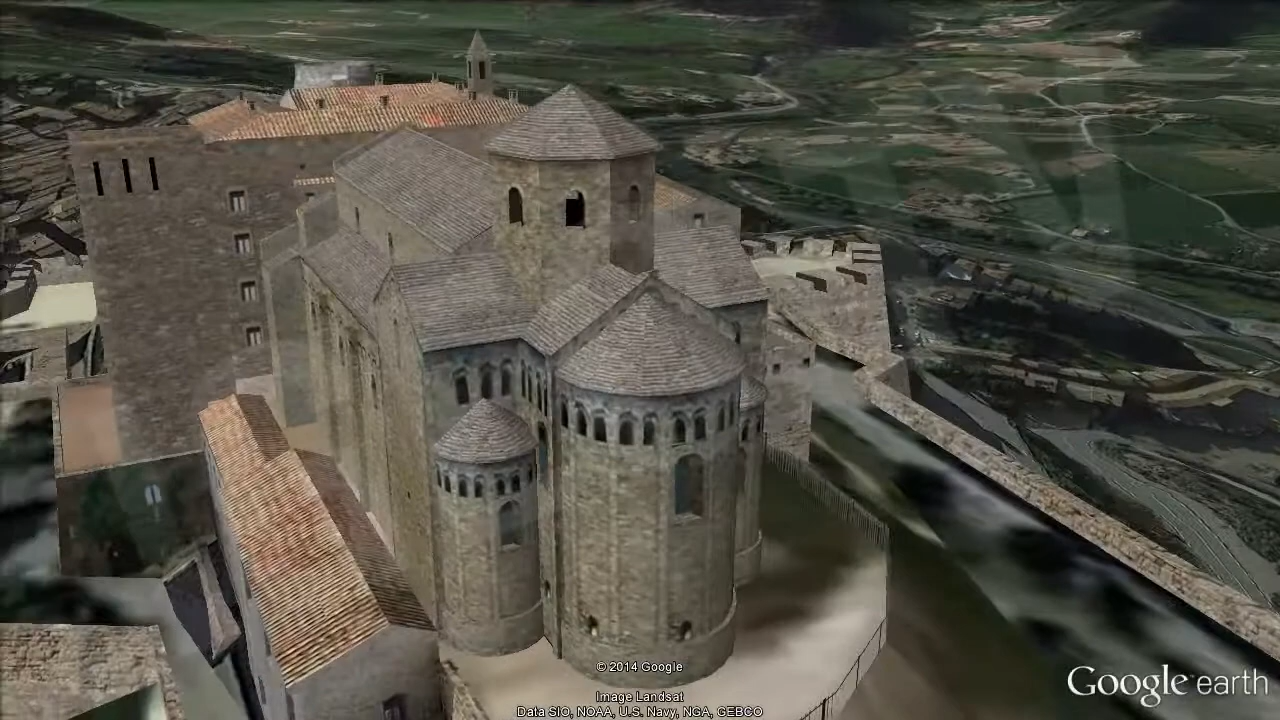 © 2014 Google
Google earth
Image Landsat
Data SIO, NOAA, U.S. Navy, NGA, GEBCO